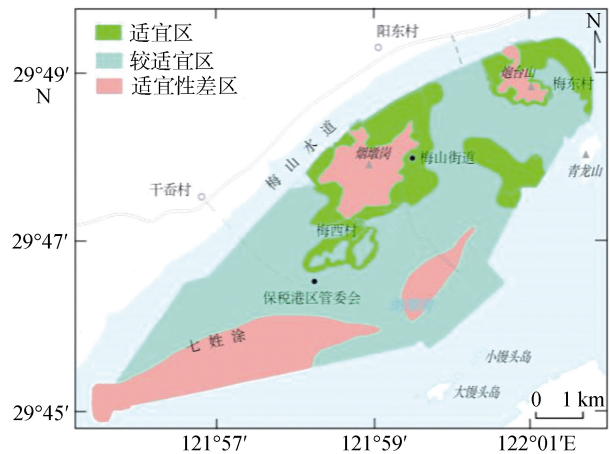 适宜区
较适宜区
适宜性差区
29°49′
N
29°47′
29°45′
121°57′
121°59′
122°01′E
N
阳东村
炮台山
梅东村
梅山水道
烟墩岗
梅山街道
青龙山
干岙村
梅西村
保税港区管委会
七姓涂
小馒头岛
大馒头岛
0 1 km